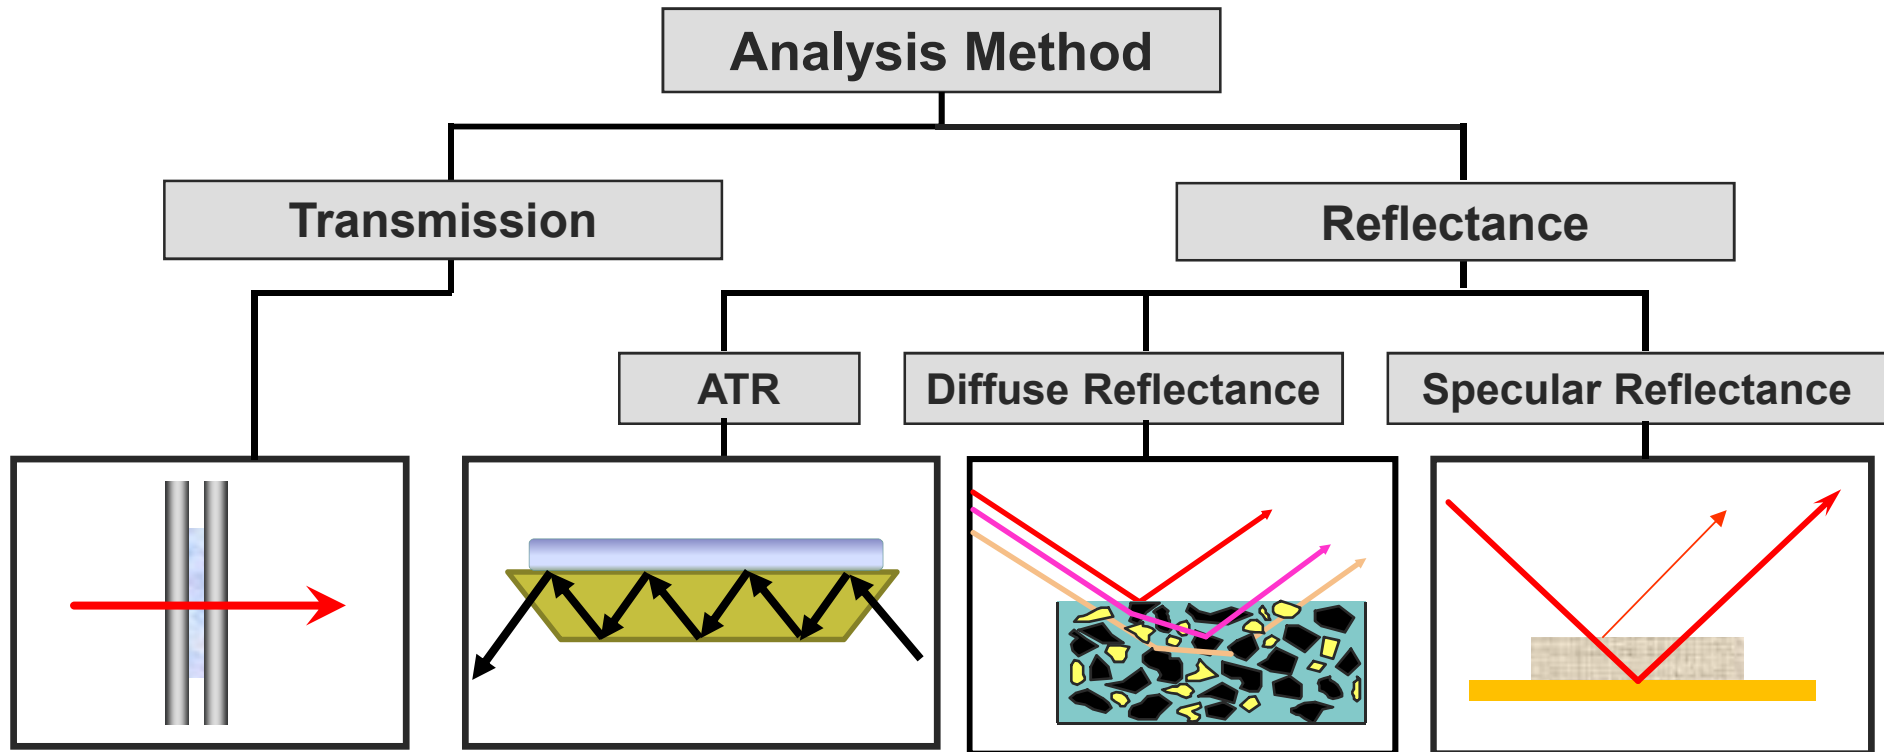 Analysis Method
Transmission
Reflectance
ATR
Diffuse Reflectance
Specular Reflectance